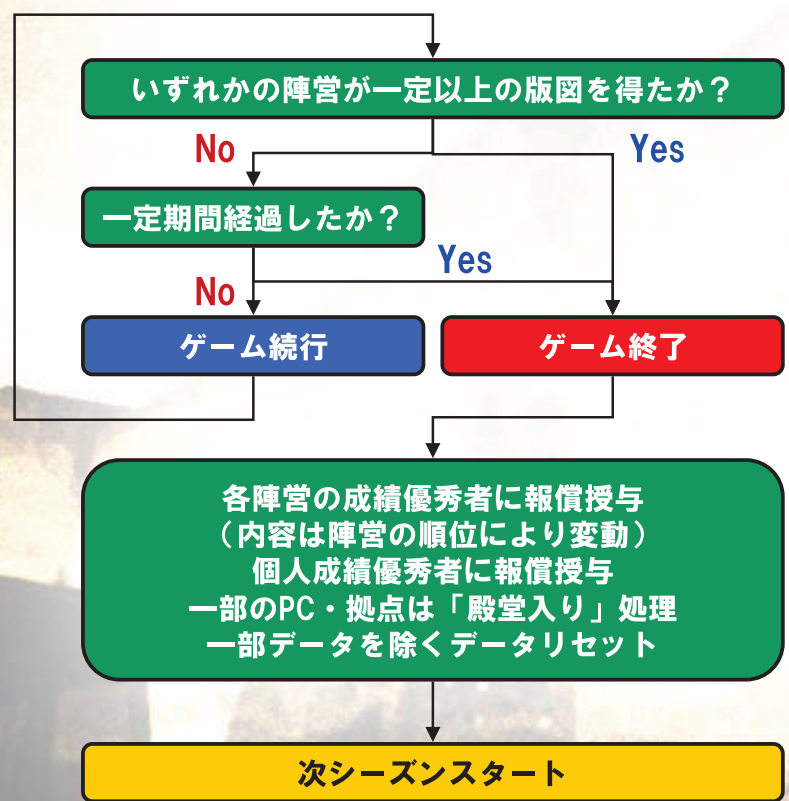 いずれかの陣営が一定以上の版図を得たか？
No
Yes
一定期間経過したか？
Yes
No
ゲーム続行
ゲーム終了
各陣営の成績優秀者に報償授与
（内容は陣営の順位により変動）
個人成績優秀者に報償授与
一部のPC・拠点は「殿堂入り」処理
一部データを除くデータリセット
次シーズンスタート